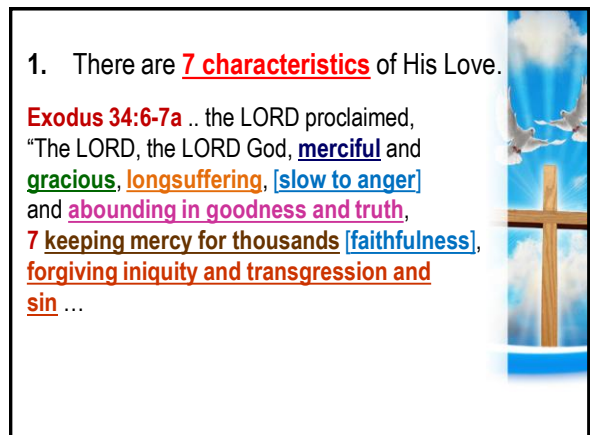 1. There are 7 characteristics of His Love.
Exodus 34:6-7a .. the LORD proclaimed,
“The LORD, the LORD God, merciful and
gracious, longsuffering, [slow to anger]
and abounding in goodness and truth,
7 keeping mercy for thousands [faithfulness],
forgiving iniquity and transgression and
sin …